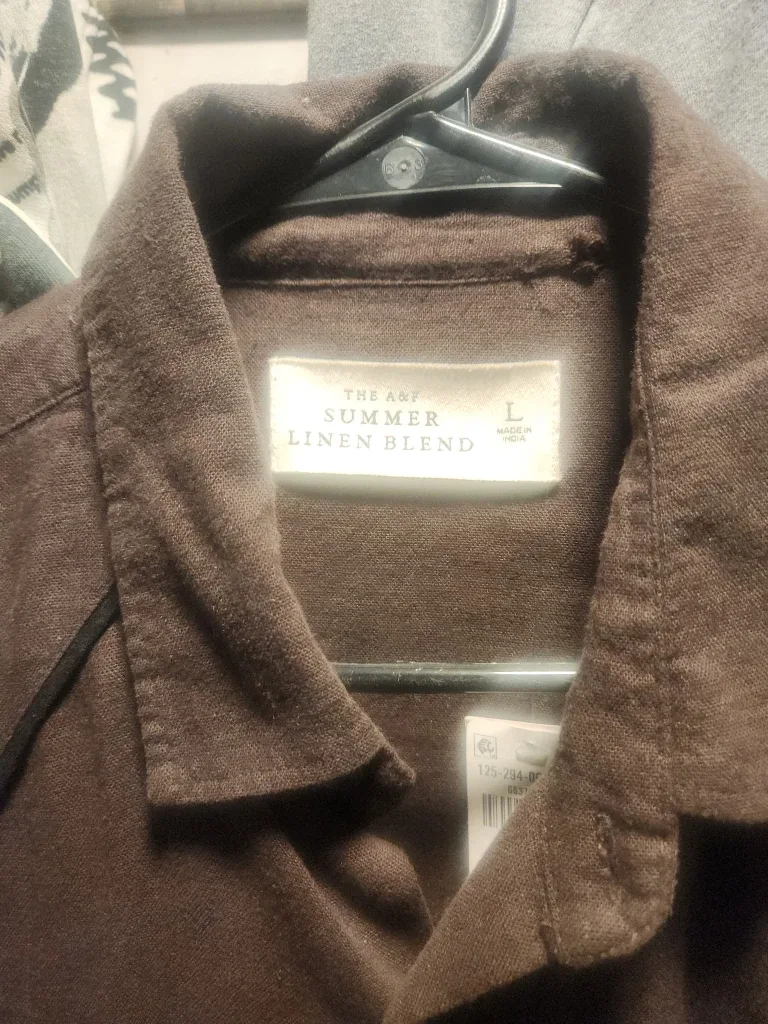 THE A&F
SUMMER
LINEN BLEND
L
MADE IN
INDIA
125-294-0